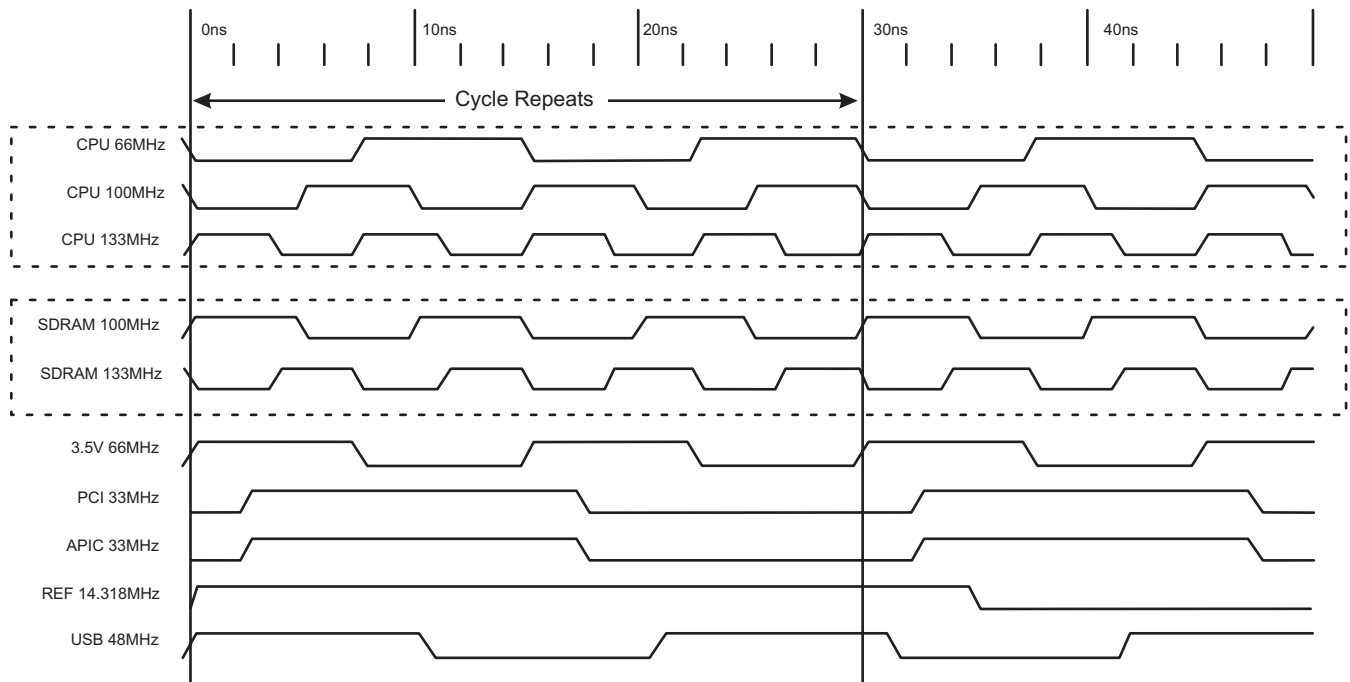 0ns 10ns 20ns 30ns 40ns
Cycle Repeats
CPU 66MHz
CPU 100MHz
CPU 133MHz
SDRAM 100MHz
SDRAM 133MHz
3.5V 66MHz
PCI 33MHz
APIC 33MHz
REF 14.318MHz
USB 48MHz